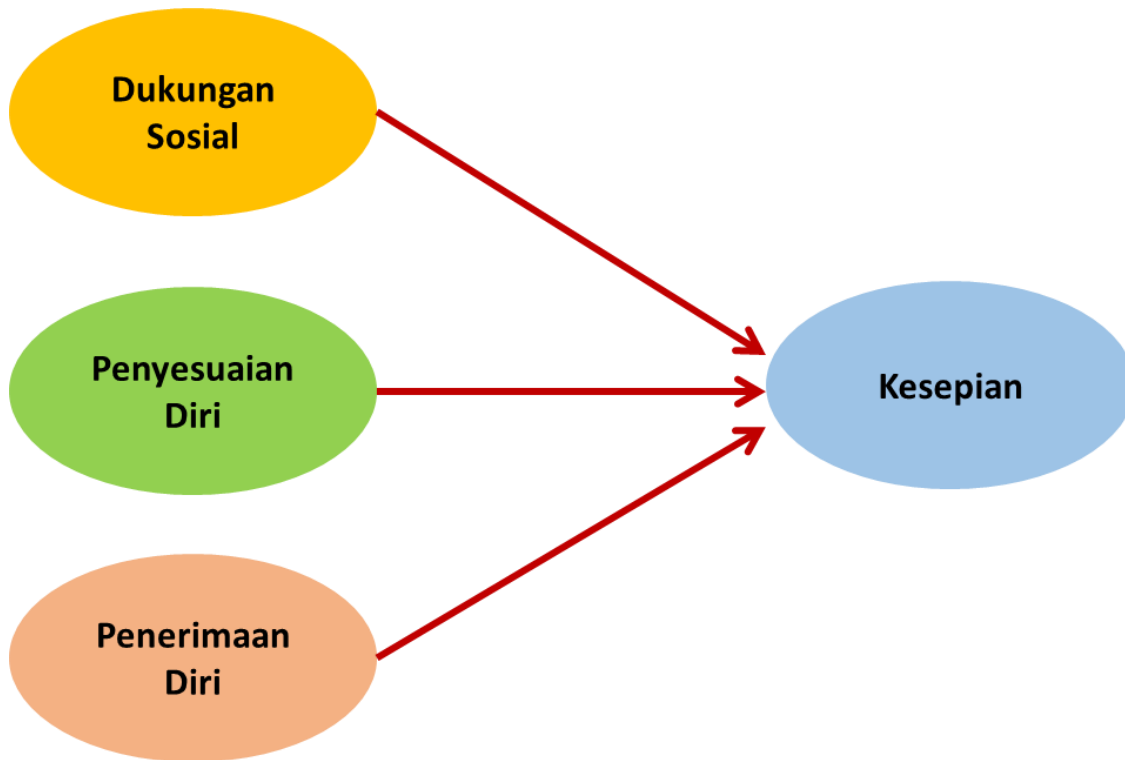 Dukungan
Sosial
Penyesuaian
Diri
Kesepian
Penerimaan
Diri